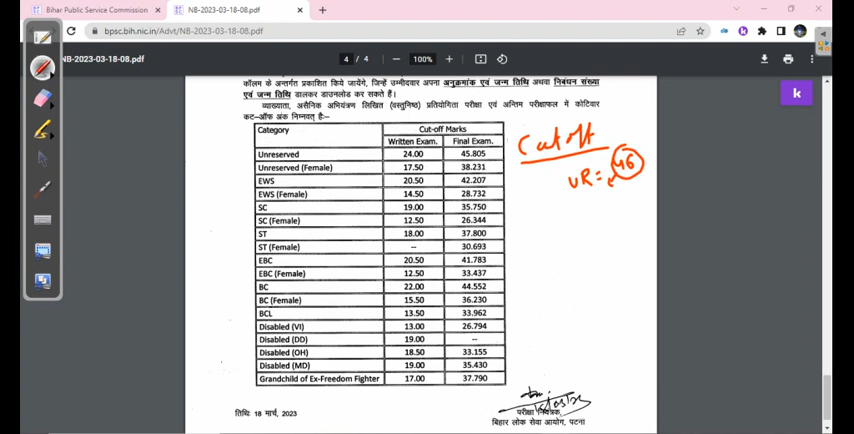 Bihar Public Service Commission
NB-2023-03-18-08.pdf
bpsc.bih.nic.in/Advt/NB-2023-03-18-08.pdf
NB-2023-03-18-08.pdf
4 / 4
100%
k
कॉलम के अन्तर्गत प्रकाशित किये जायेंगे, जिन्हें उम्मीदवार अपना अनुक्रमांक एवं जन्म तिथि अथवा निबंधन संख्या
एवं जन्म तिथि डालकर डाउनलोड कर सकते हैं।
व्याख्याता, असैनिक अभियंत्रण लिखित (वस्तुनिष्ठ) प्रतियोगिता परीक्षा एवं अन्तिम परीक्षाफल में कोटिवार
कट-ऑफ अंक निम्नवत् है:-
Category Cut-off Marks
Written Exam. Final Exam.
Unreserved 24.00 45.805
Unreserved (Female) 17.50 38.231
EWS 20.50 42.207
EWS (Female) 14.50 28.732
SC 19.00 35.750
SC (Female) 12.50 26.344
ST 18.00 37.800
ST (Female) -- 30.693
EBC 20.50 41.783
EBC (Female) 12.50 33.437
BC 22.00 44.552
BC (Female) 15.50 36.230
BCL 13.50 33.962
Disabled (VI) 13.00 26.794
Disabled (DD) 19.00 --
Disabled (OH) 18.50 33.155
Disabled (MD) 19.00 35.430
Grandchild of Ex-Freedom Fighter 17.00 37.790
Cutoff
UR = 46
तिथि: 18 मार्च, 2023
परीक्षा नियंत्रक,
बिहार लोक सेवा आयोग, पटना